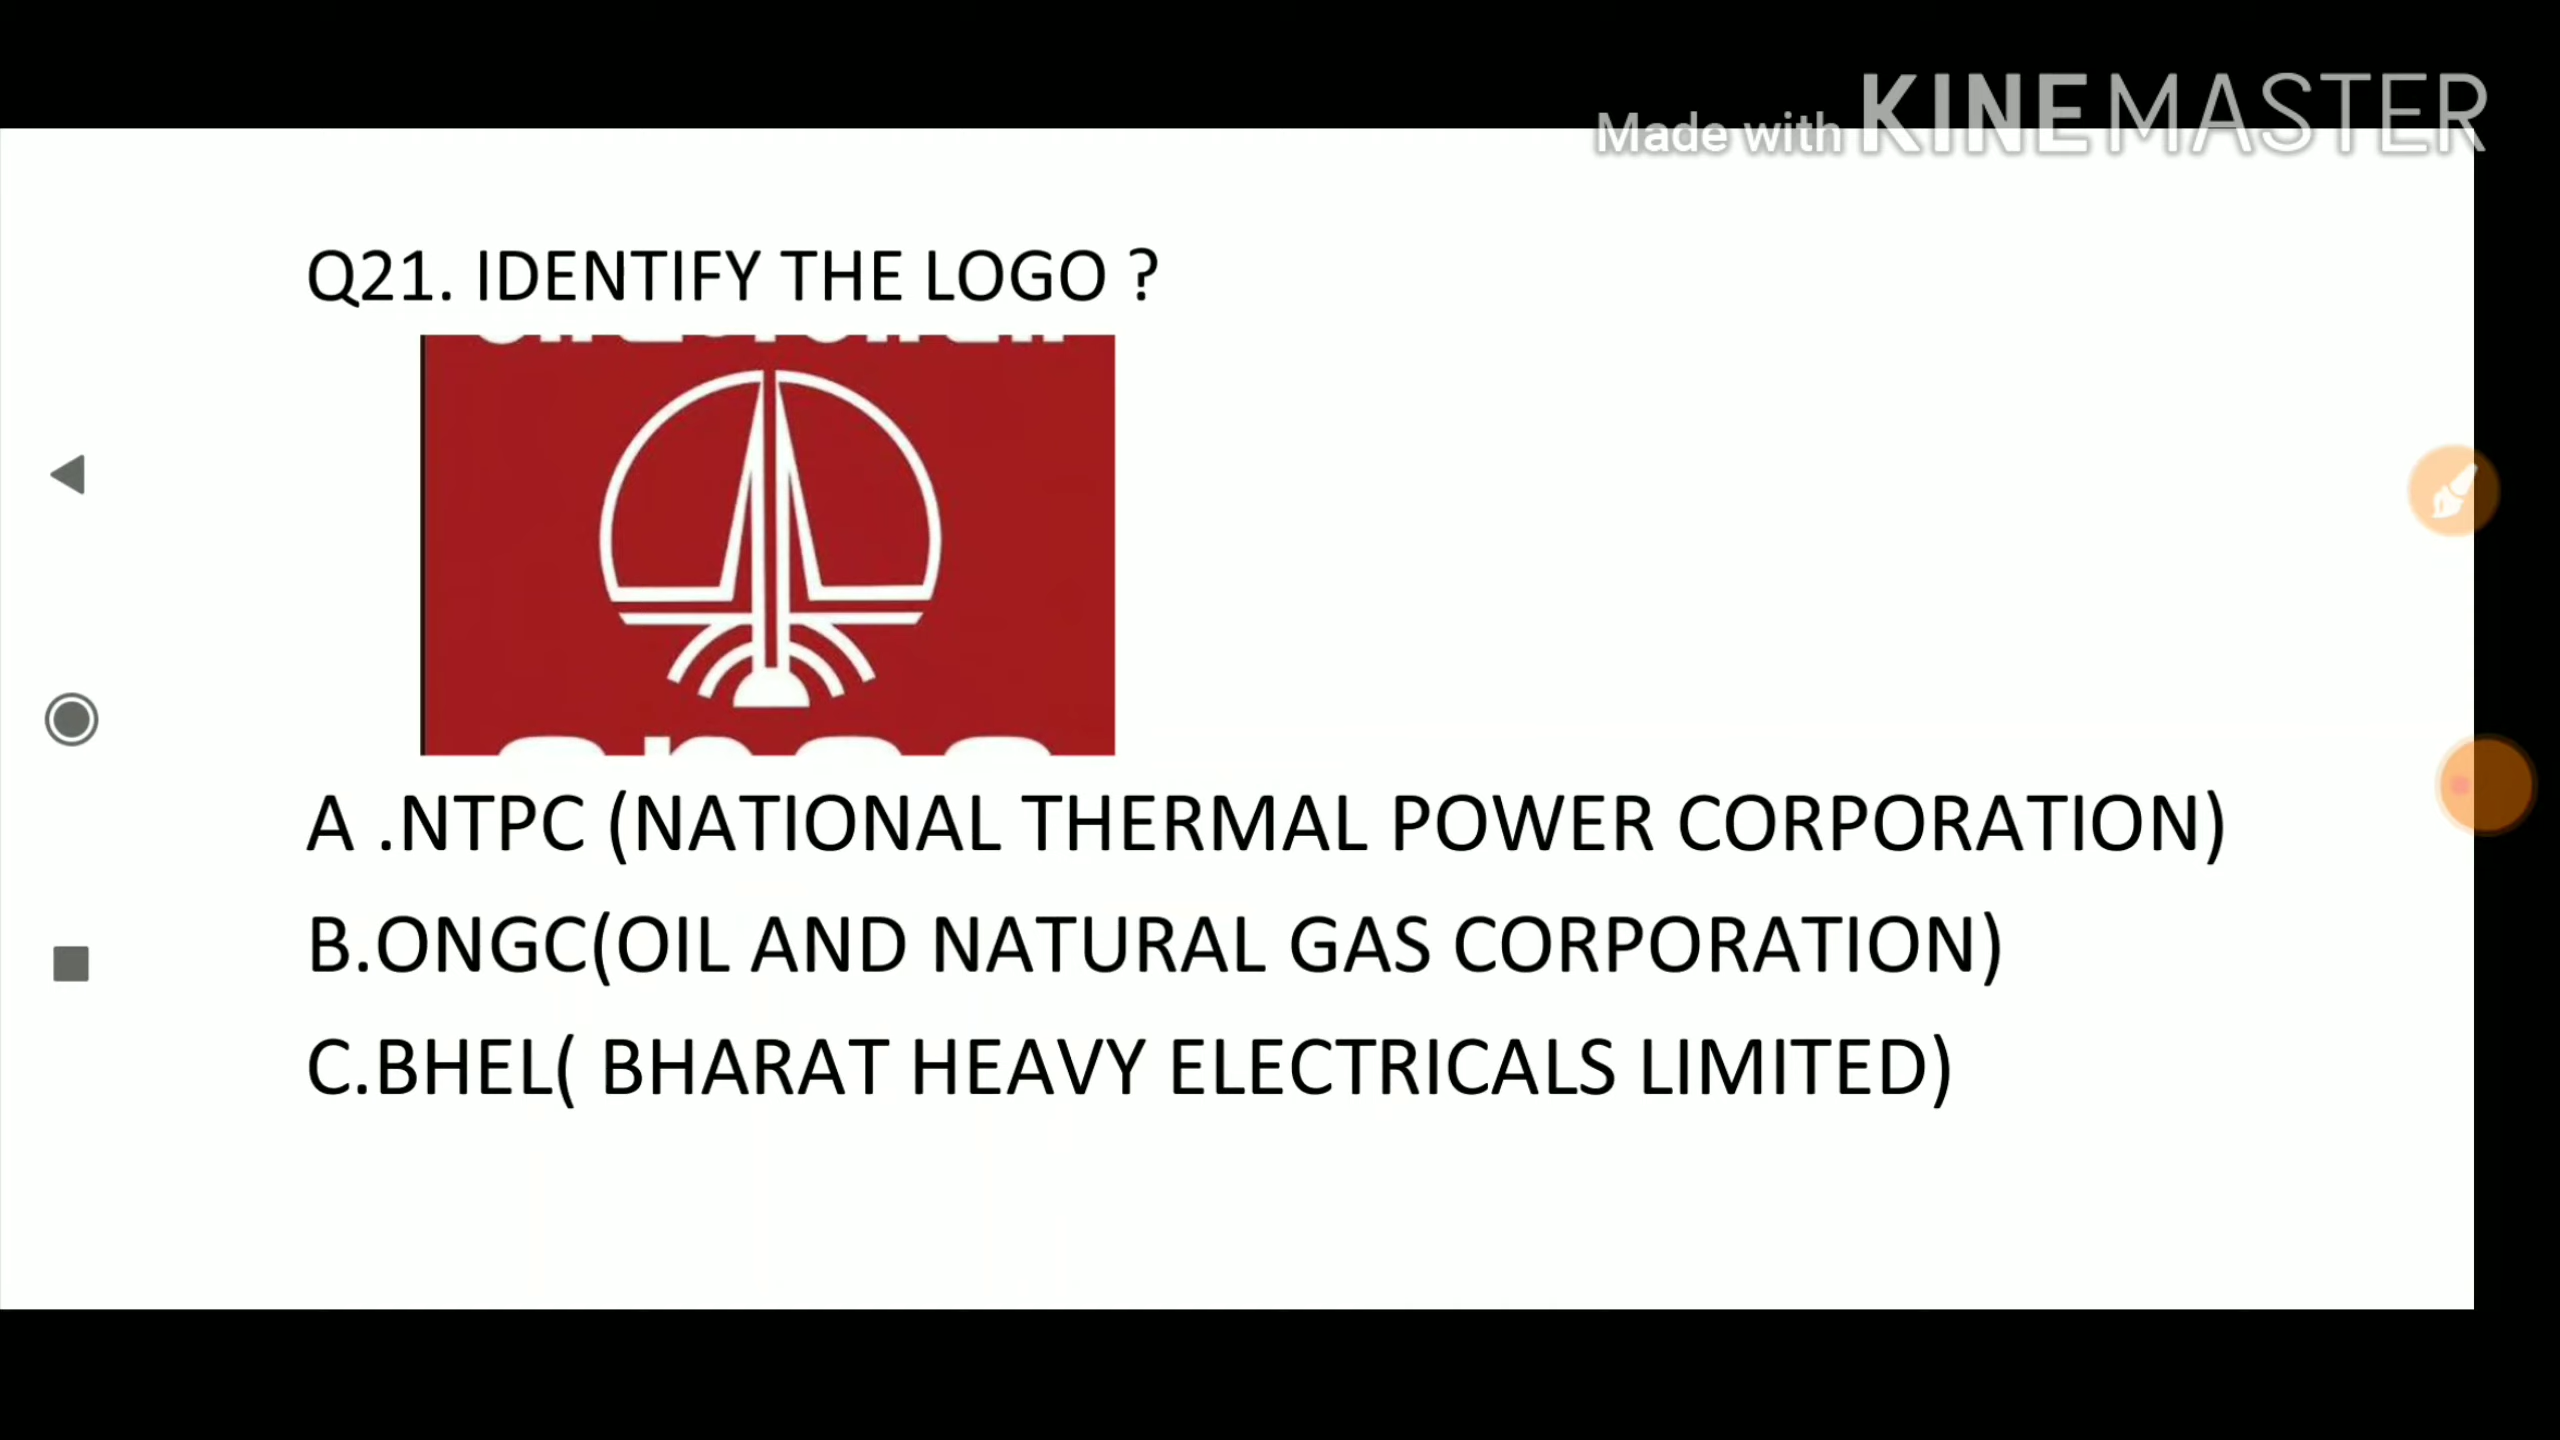 Made with KINEMASTER
Q21. IDENTIFY THE LOGO ?
A .NTPC (NATIONAL THERMAL POWER CORPORATION)
B.ONGC(OIL AND NATURAL GAS CORPORATION)
C.BHEL( BHARAT HEAVY ELECTRICALS LIMITED)